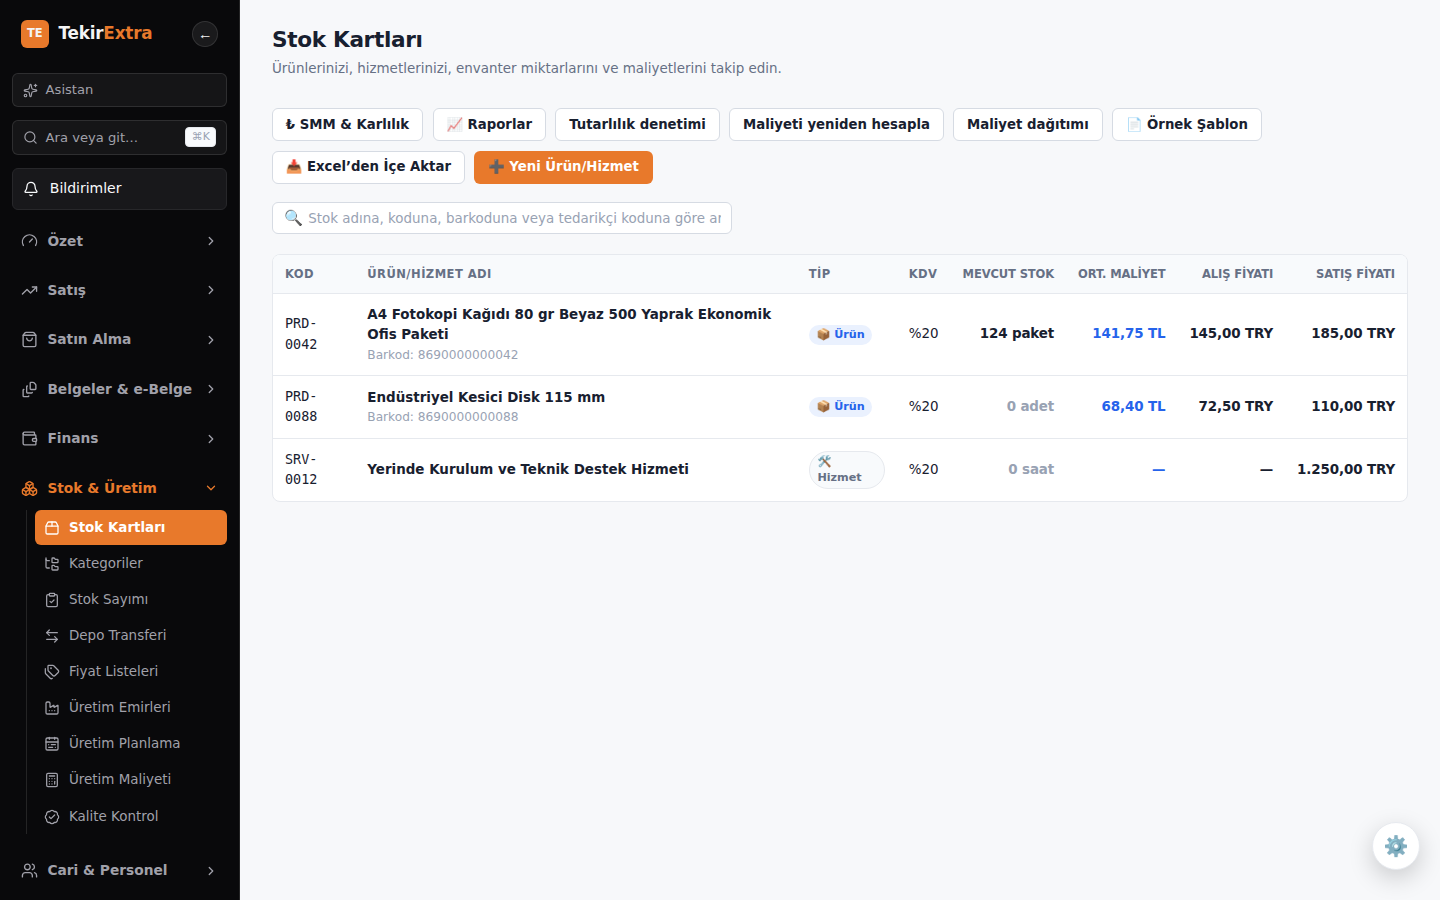 TE TekirExtra ←
Asistan
Ara veya git... ⌘K
Bildirimler
Özet
Satış
Satın Alma
Belgeler & e-Belge
Finans
Stok & Üretim
Stok Kartları
Kategoriler
Stok Sayımı
Depo Transferi
Fiyat Listeleri
Üretim Emirleri
Üretim Planlama
Üretim Maliyeti
Kalite Kontrol
Cari & Personel
Stok Kartları
Ürünlerinizi, hizmetlerinizi, envanter miktarlarını ve maliyetlerini takip edin.
₺ SMM & Karlılık 📈 Raporlar Tutarlılık denetimi Maliyeti yeniden hesapla Maliyet dağıtımı 📄 Örnek Şablon
📥 Excel’den İçe Aktar ➕ Yeni Ürün/Hizmet
🔍 Stok adına, koduna, barkoduna veya tedarikçi koduna göre ar
KOD ÜRÜN/HİZMET ADI TİP KDV MEVCUT STOK ORT. MALİYET ALIŞ FİYATI SATIŞ FİYATI
PRD-
0042
A4 Fotokopi Kağıdı 80 gr Beyaz 500 Yaprak Ekonomik
Ofis Paketi
Barkod: 8690000000042
📦 Ürün %20 124 paket 141,75 TL 145,00 TRY 185,00 TRY
PRD-
0088
Endüstriyel Kesici Disk 115 mm
Barkod: 8690000000088
📦 Ürün %20 0 adet 68,40 TL 72,50 TRY 110,00 TRY
SRV-
0012
Yerinde Kurulum ve Teknik Destek Hizmeti
🛠️
Hizmet
%20 0 saat — — 1.250,00 TRY